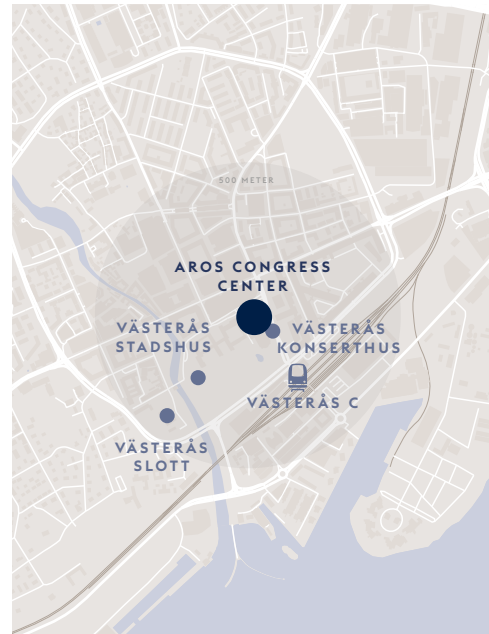 500 METER
AROS CONGRESS
CENTER
VÄSTERÅS
STADSHUS
VÄSTERÅS
KONSERTHUS
VÄSTERÅS C
VÄSTERÅS
SLOTT